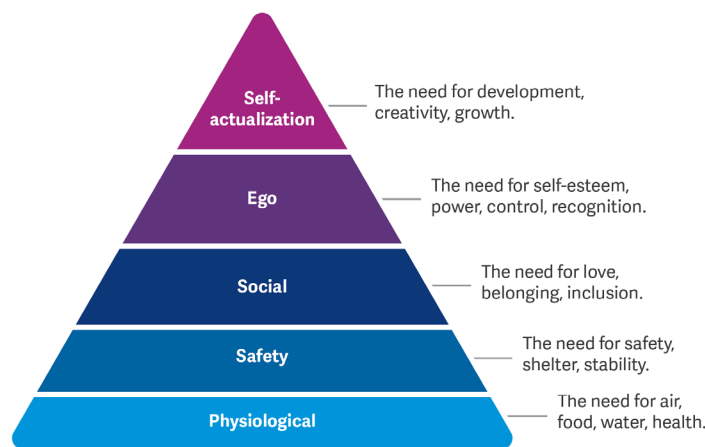 Self-
actualization
The need for development,
creativity, growth.
Ego
The need for self-esteem,
power, control, recognition.
Social
The need for love,
belonging, inclusion.
Safety
The need for safety,
shelter, stability.
Physiological
The need for air,
food, water, health.